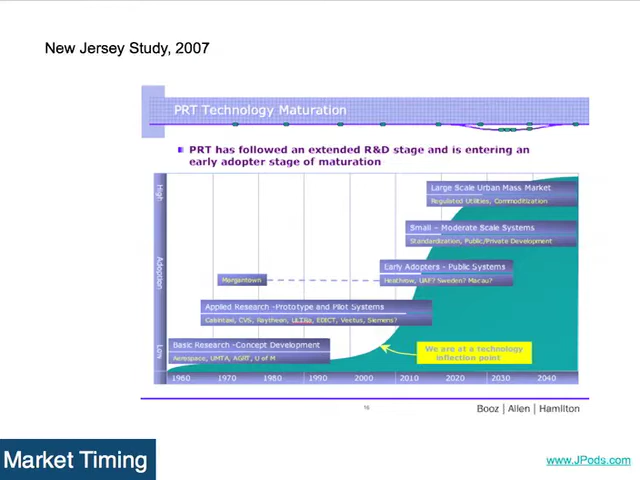 New Jersey Study, 2007
PRT Technology Maturation
PRT has followed an extended R&D stage and is entering an
early adopter stage of maturation
High
Adoption
Low
Large Scale Urban Mass Market
Regulated Utilities, Commoditization
Small – Moderate Scale Systems
Standardization, Public/Private Development
Early Adopters - Public Systems
Heathrow, UAE? Sweden? Macau?
Morgantown
Applied Research -Prototype and Pilot Systems
Cabintaxi, CVS, Raytheon, ULTRa, EDICT, Vectus, Siemens?
Basic Research -Concept Development
Aerospace, UMTA, AGRT, U of M
We are at a technology
inflection point
1960 1970 1980 1990 2000 2010 2020 2030 2040
16
Booz | Allen | Hamilton
Market Timing
www.JPods.com